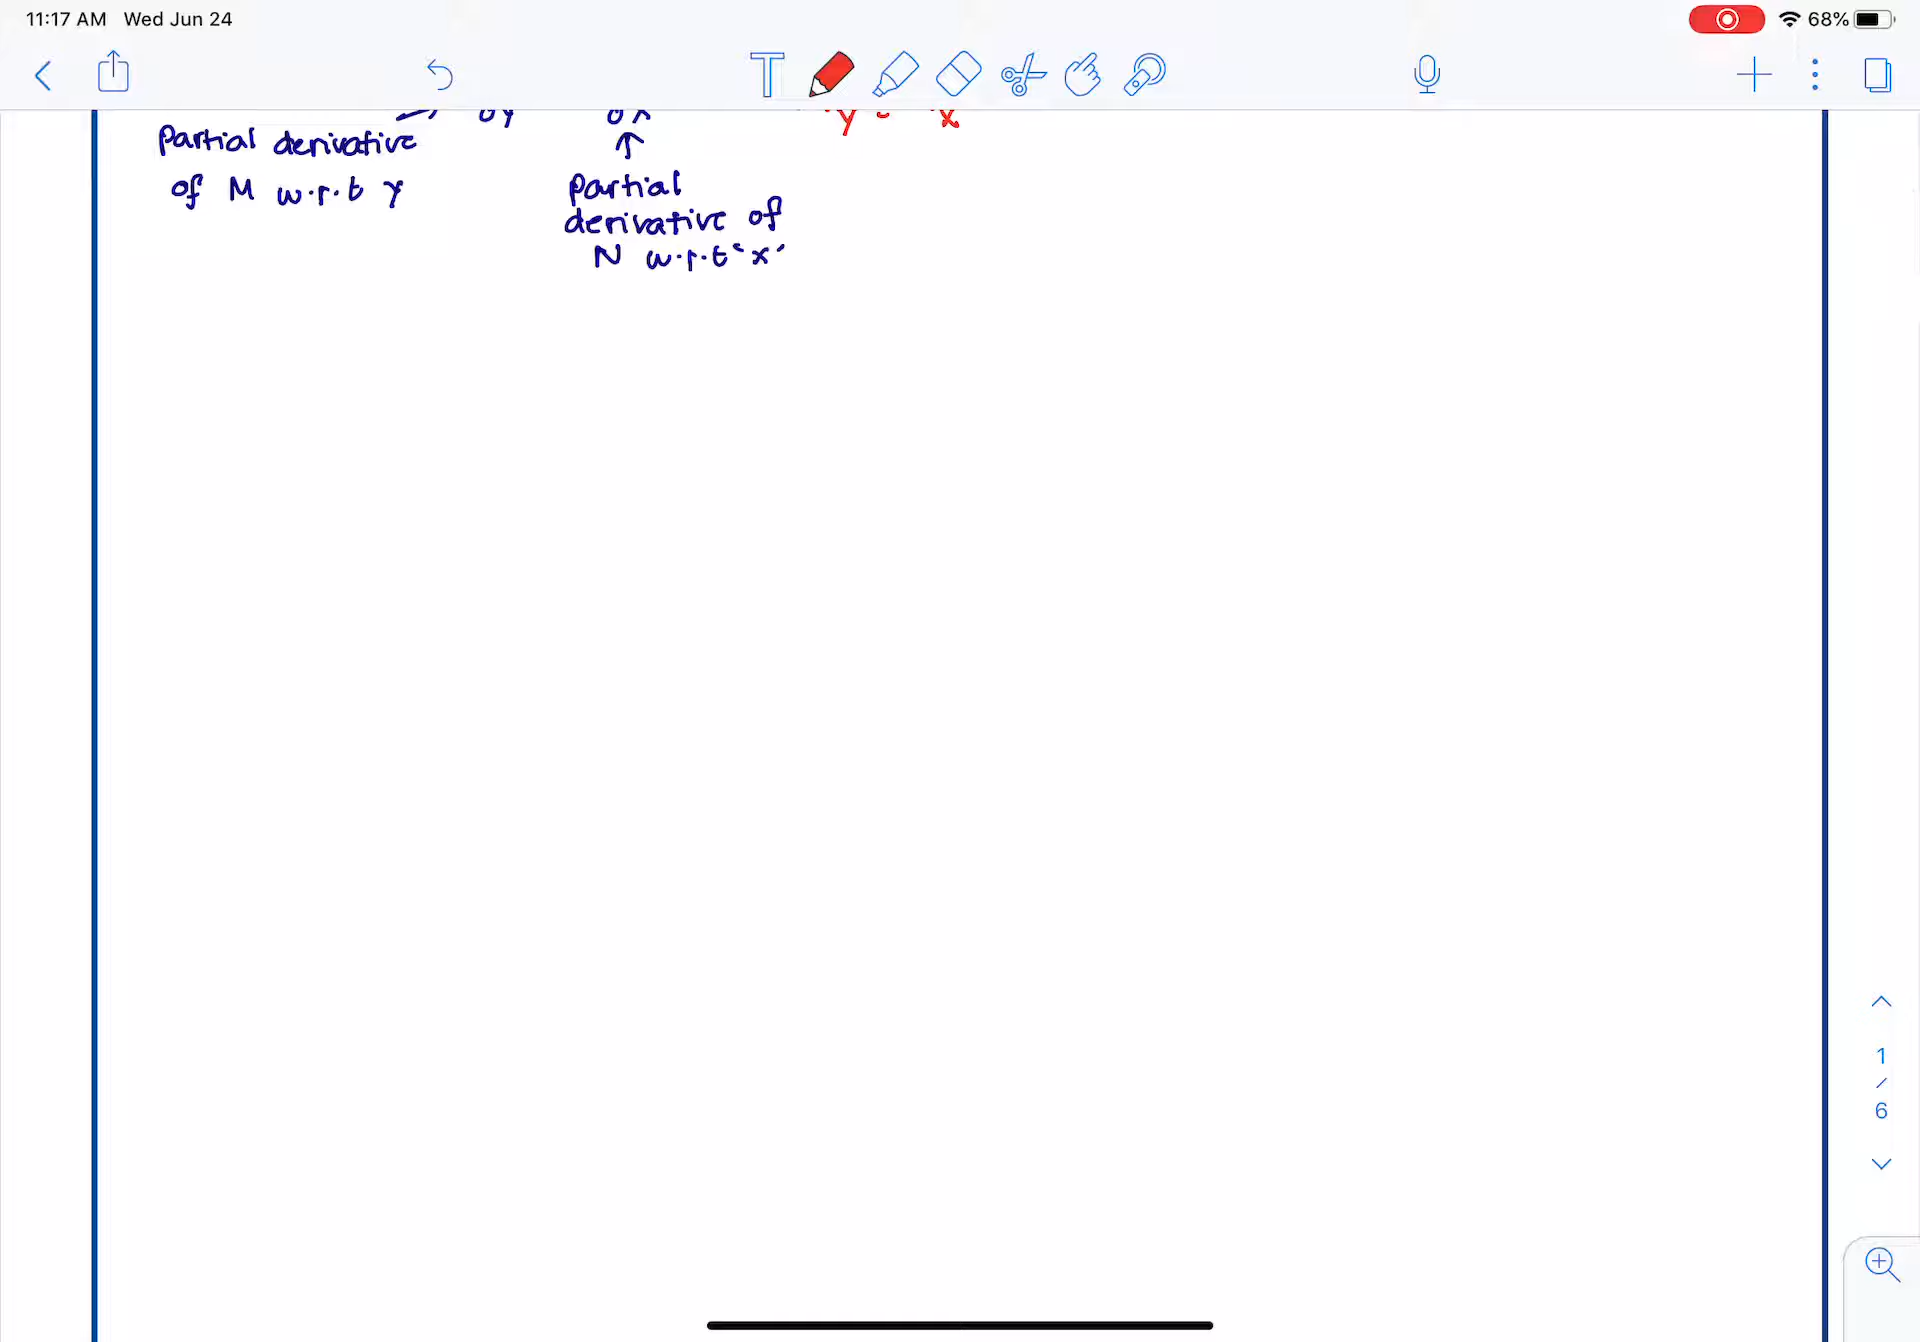 11:17 AM Wed Jun 24
68%
T
∂y ∂x
y = x
Partial derivative
of M w.r.t y
Partial
derivative of
N w.r.t 'x'
1
/
6